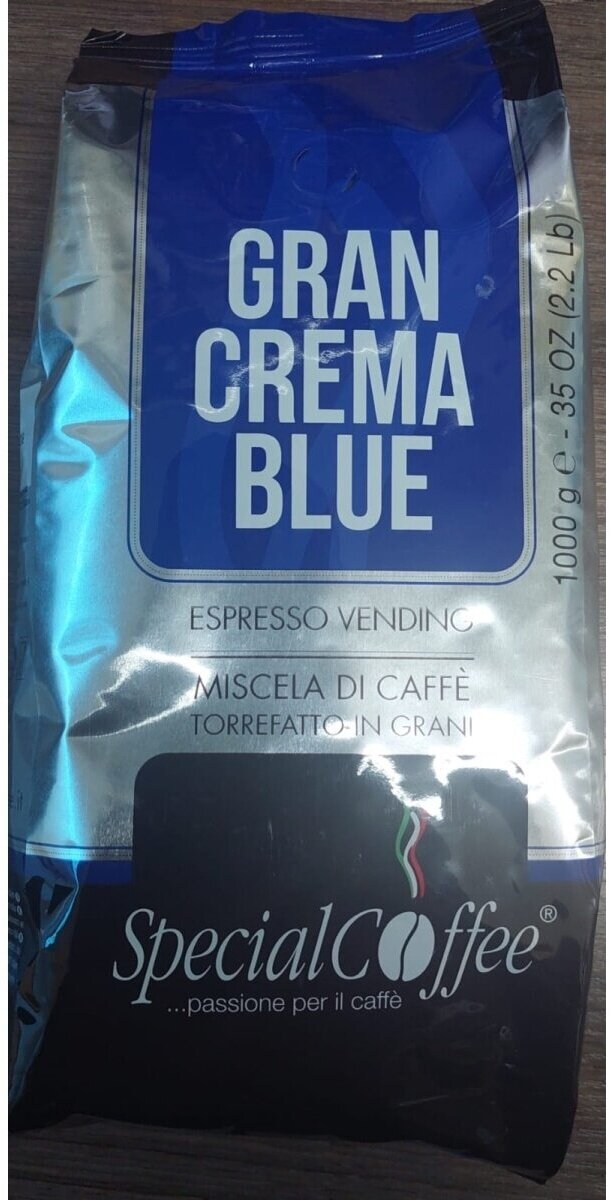 GRAN
CREMA
BLUE
1000 g ℮ - 35 OZ (2.2 Lb)
ESPRESSO VENDING
MISCELA DI CAFFÈ
TORREFATTO IN GRANI
SpecialCoffee®
...passione per il caffè